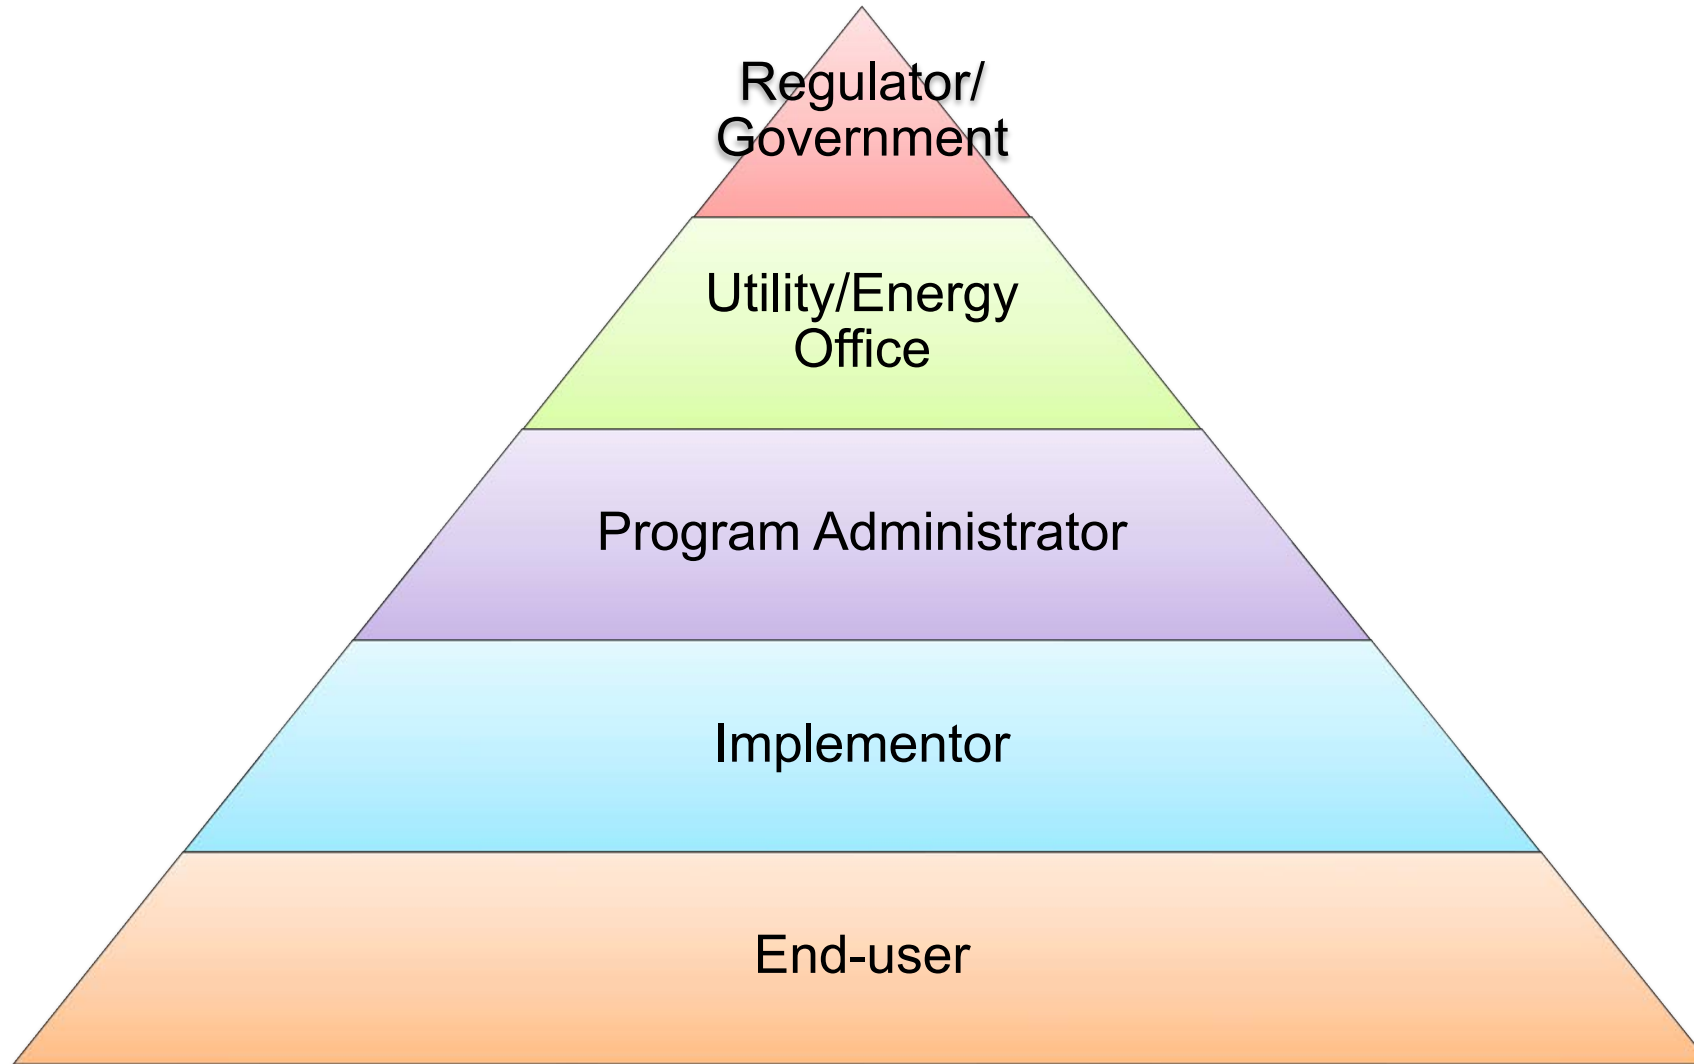 Regulator/
Government
Utility/Energy
Office
Program Administrator
Implementor
End-user